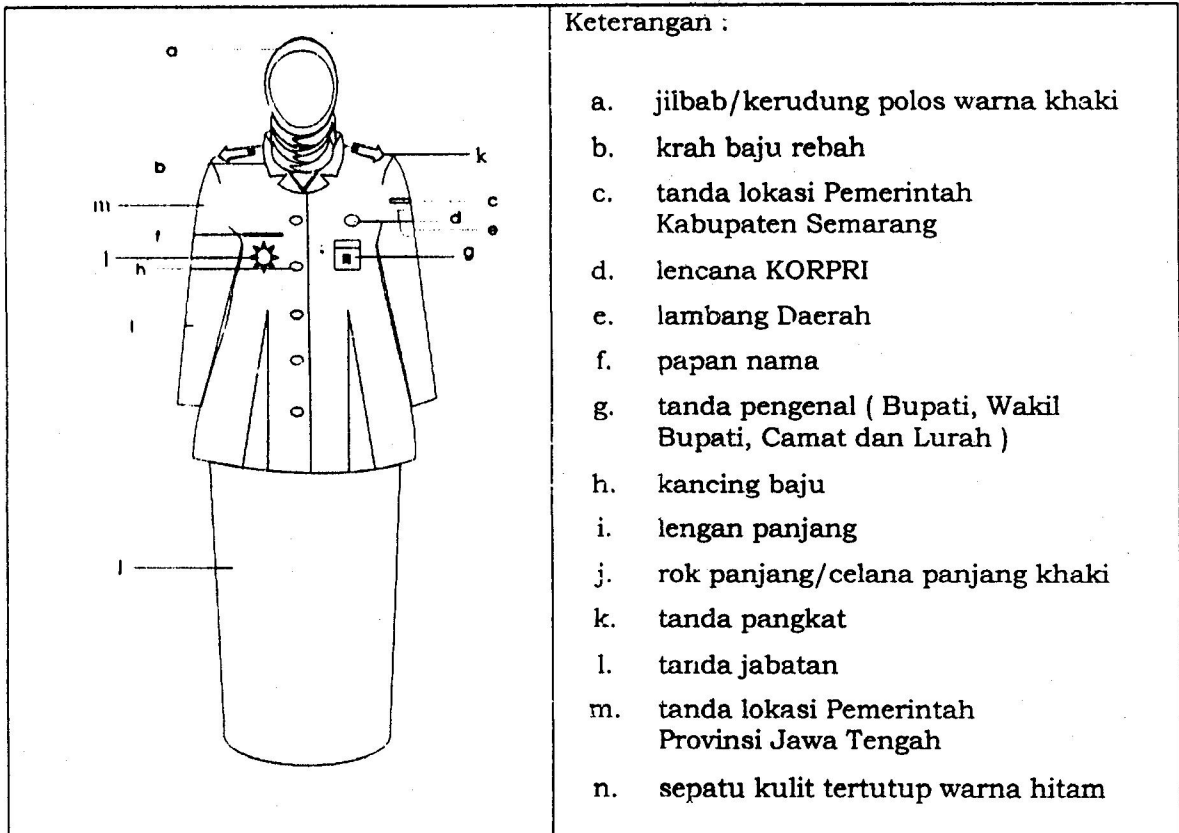 a
b
m
f
l
h
l
l
k
c
d
e
g
Keterangan :
a. jilbab/kerudung polos warna khaki
b. krah baju rebah
c. tanda lokasi Pemerintah
Kabupaten Semarang
d. lencana KORPRI
e. lambang Daerah
f. papan nama
g. tanda pengenal ( Bupati, Wakil
Bupati, Camat dan Lurah )
h. kancing baju
i. lengan panjang
j. rok panjang/celana panjang khaki
k. tanda pangkat
l. tanda jabatan
m. tanda lokasi Pemerintah
Provinsi Jawa Tengah
n. sepatu kulit tertutup warna hitam